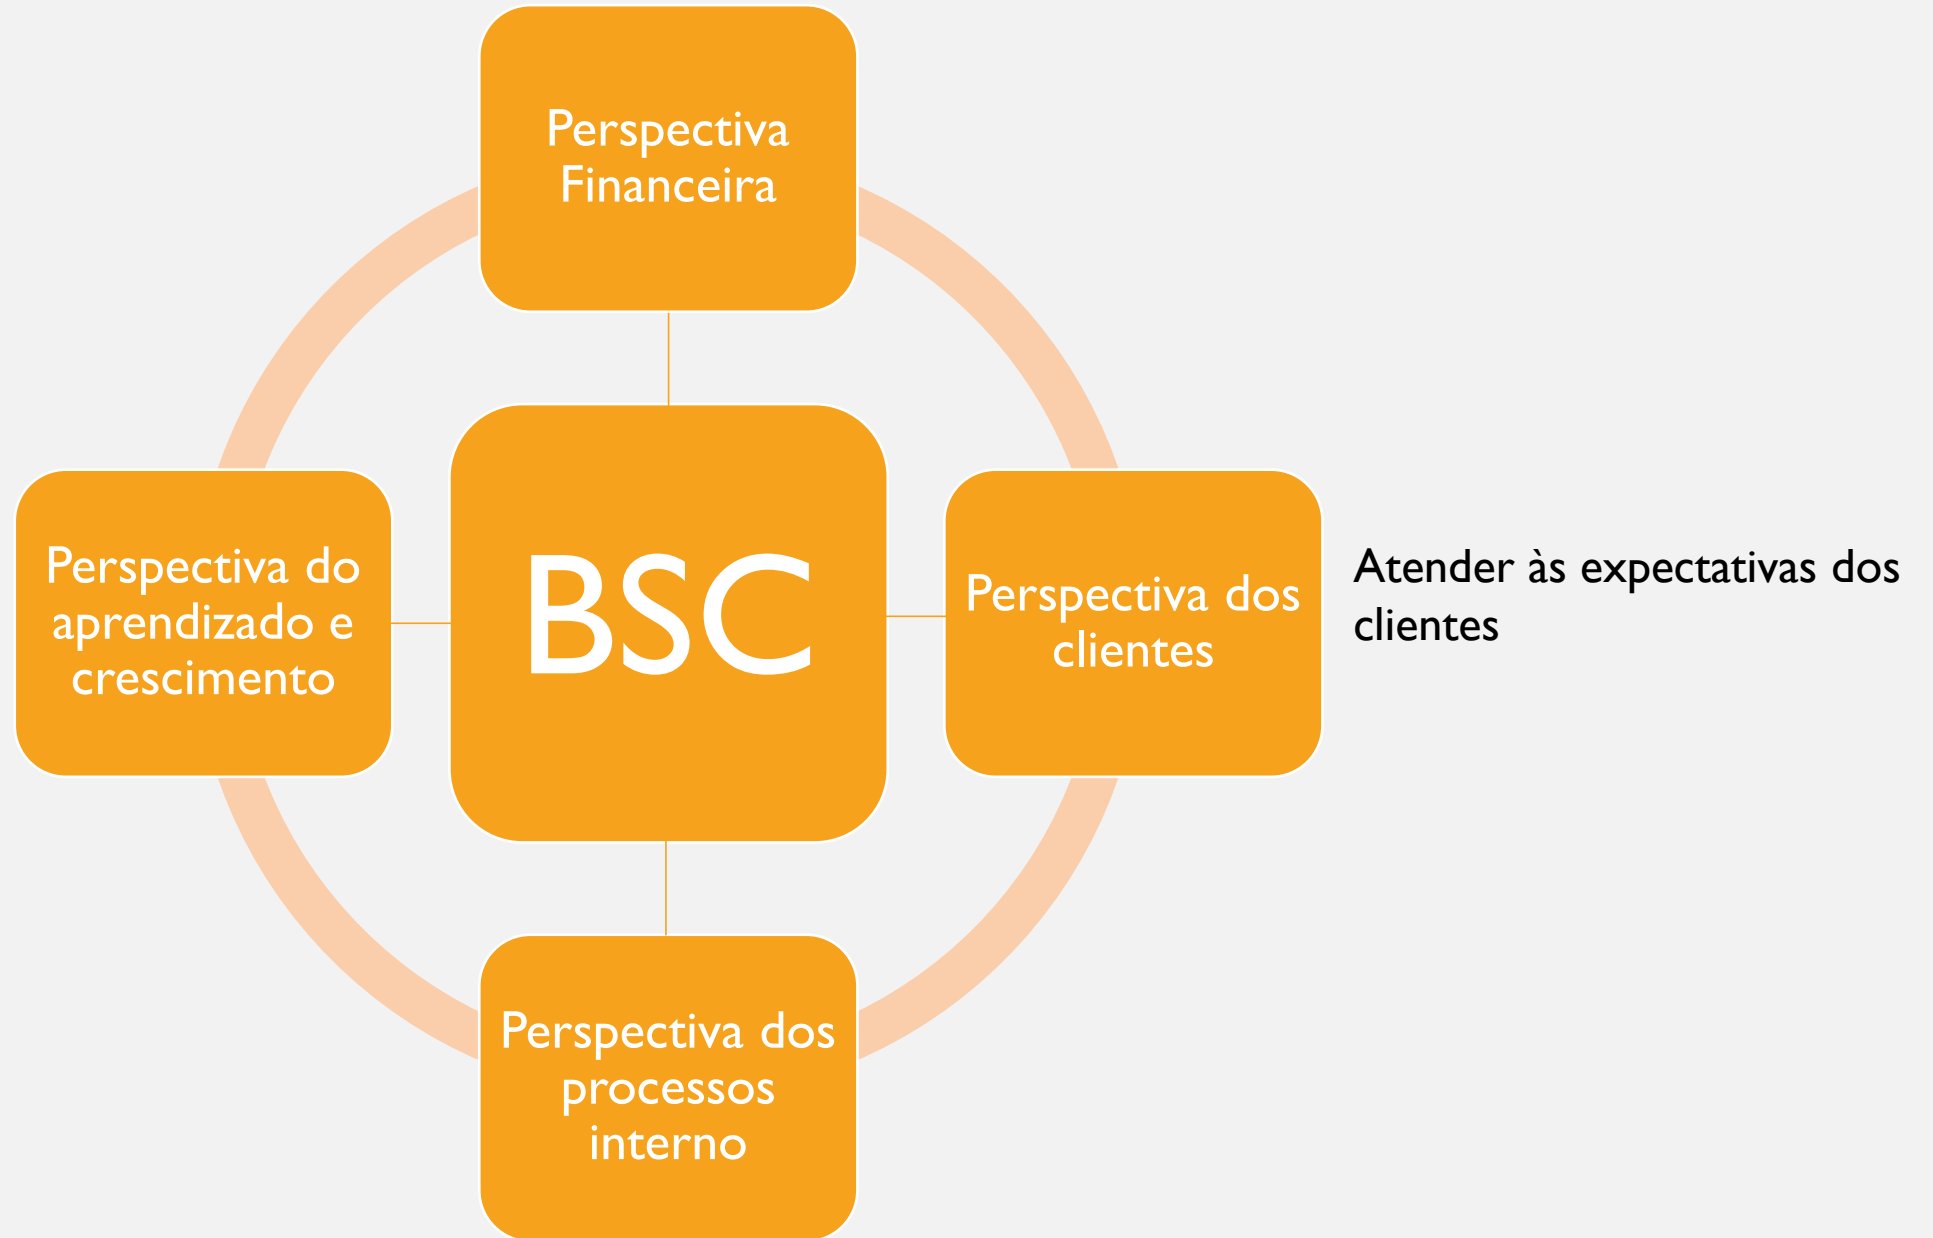 Perspectiva
Financeira
Perspectiva do
aprendizado e
crescimento
BSC
Perspectiva dos
clientes
Atender às expectativas dos
clientes
Perspectiva dos
processos
interno